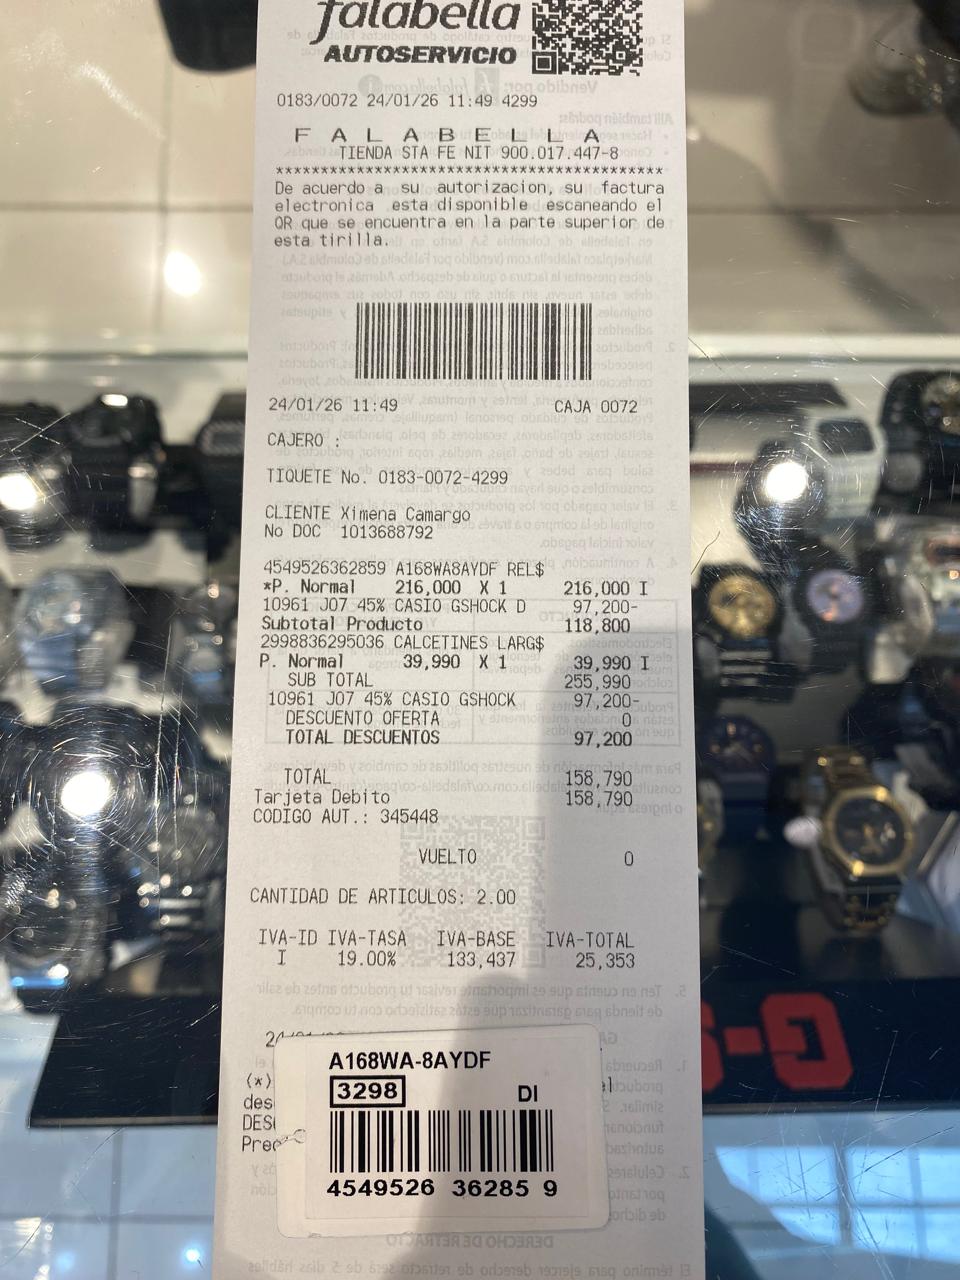 falabella
AUTOSERVICIO
0183/0072 24/01/26 11:49 4299
F A L A B E L L A
TIENDA STA FE NIT 900.017.447-8
***************************************
De acuerdo a su autorizacion, su factura
electronica esta disponible escaneando el
QR que se encuentra en la parte superior de
esta tirilla.
24/01/26 11:49 CAJA 0072
CAJERO :
TIQUETE No. 0183-0072-4299
CLIENTE Ximena Camargo
No DOC 1013688792
4549526362859 A168WA8AYDF REL$
*P. Normal 216,000 X 1 216,000 I
10961 J07 45% CASIO GSHOCK D 97,200-
Subtotal Producto 118,800
2998836295036 CALCETINES LARG$
P. Normal 39,990 X 1 39,990 I
SUB TOTAL 255,990
10961 J07 45% CASIO GSHOCK 97,200-
DESCUENTO OFERTA 0
TOTAL DESCUENTOS 97,200
TOTAL 158,790
Tarjeta Debito 158,790
CODIGO AUT.: 345448
VUELTO 0
CANTIDAD DE ARTICULOS: 2.00
IVA-ID IVA-TASA IVA-BASE IVA-TOTAL
I 19.00% 133,437 25,353
(*)
des
DES
Prec
A168WA-8AYDF
3298 DI
4549526 36285 9
G-S